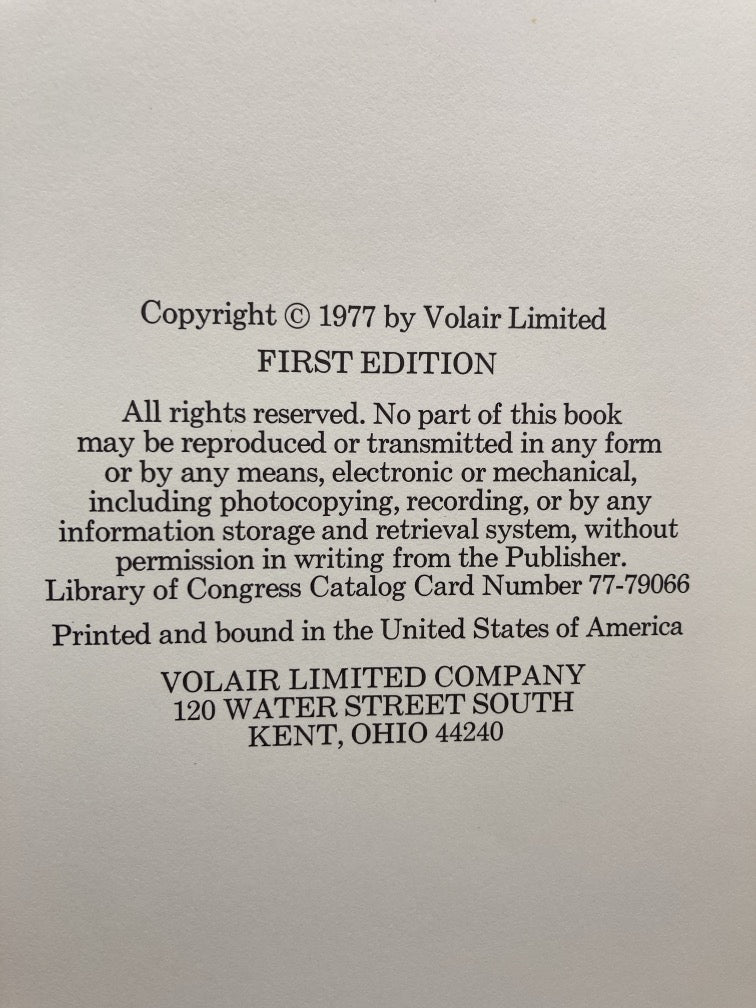 Copyright © 1977 by Volair Limited
FIRST EDITION
All rights reserved. No part of this book
may be reproduced or transmitted in any form
or by any means, electronic or mechanical,
including photocopying, recording, or by any
information storage and retrieval system, without
permission in writing from the Publisher.
Library of Congress Catalog Card Number 77-79066
Printed and bound in the United States of America
VOLAIR LIMITED COMPANY
120 WATER STREET SOUTH
KENT, OHIO 44240